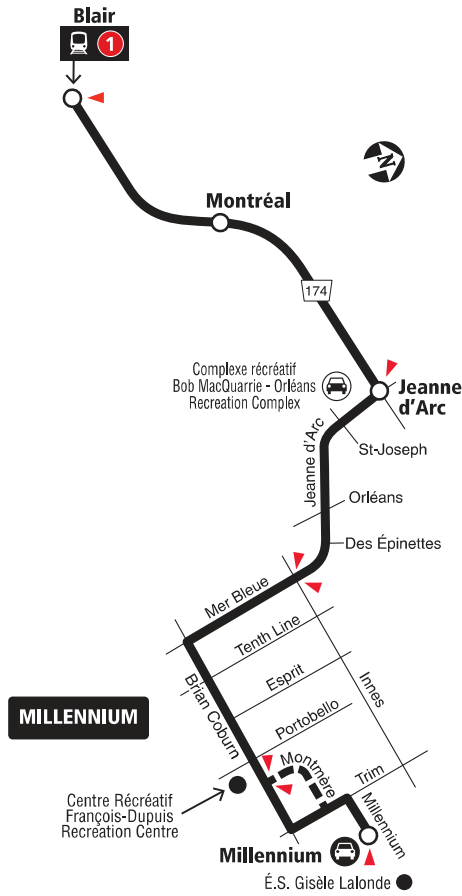 Blair
1
N
Montréal
174
Complexe récréatif
Bob MacQuarrie - Orléans
Recreation Complex
Jeanne
d'Arc
St-Joseph
Jeanne d'Arc
Orléans
Des Épinettes
Mer Bleue
Tenth Line
Brian Coburn
Esprit
Innes
MILLENNIUM
Portobello
Montmère
Trim
Millennium
Centre Récréatif
François-Dupuis
Recreation Centre
Millennium
É.S. Gisèle Lalonde